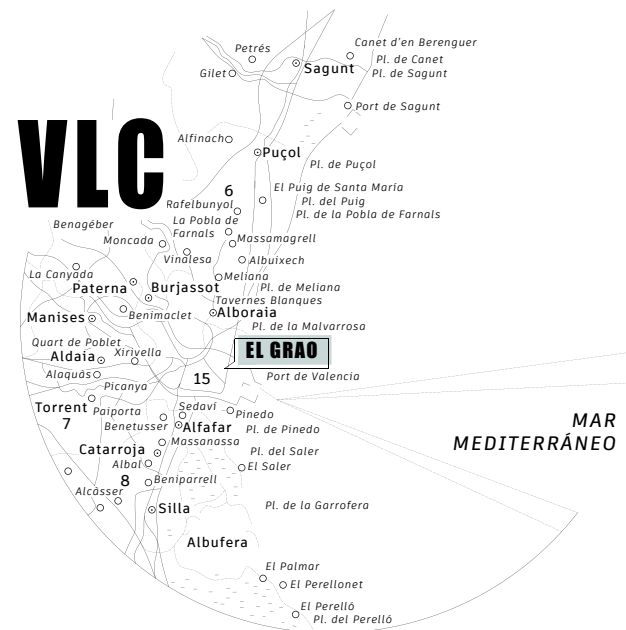 Petrés
Canet d'en Berenguer
Pl. de Canet
Gilet
Sagunt
Pl. de Sagunt
Port de Sagunt
VLC
Alfinach
Puçol
Pl. de Puçol
6
El Puig de Santa María
Rafelbunyol
Pl. del Puig
La Pobla de
Farnals
Pl. de la Pobla de Farnals
Benagéber
Moncada
Massamagrell
Vinalesa
Albuixech
La Canyada
Meliana
Paterna
Burjassot
Pl. de Meliana
Tavernes Blanques
Manises
Benimaclet
Alboraia
Pl. de la Malvarrosa
Quart de Poblet
Aldaia
Xirivella
EL GRAO
Alaquàs
15
Port de Valencia
Picanya
Torrent
7
Paiporta
Sedaví
Pinedo
MAR
MEDITERRÁNEO
Benetusser
Alfafar
Pl. de Pinedo
Massanassa
Catarroja
Pl. del Saler
Albal
El Saler
8
Beniparrell
Alcàsser
Silla
Pl. de la Garrofera
Albufera
El Palmar
El Perellonet
El Perelló
Pl. del Perelló